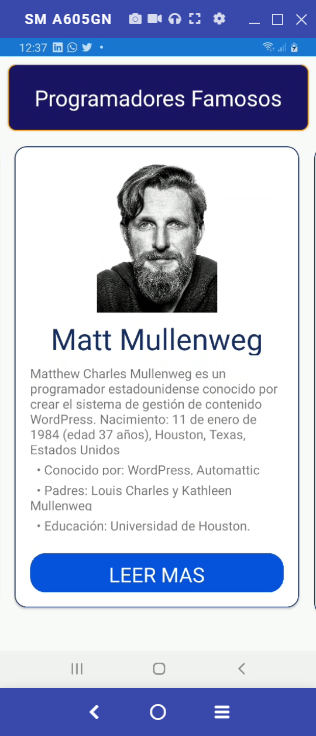 SM A605GN
12:37
Programadores Famosos
Matt Mullenweg
Matthew Charles Mullenweg es un
programador estadounidense conocido por
crear el sistema de gestión de contenido
WordPress. Nacimiento: 11 de enero de
1984 (edad 37 años), Houston, Texas,
Estados Unidos
• Conocido por: WordPress, Automattic
• Padres: Louis Charles y Kathleen
Mullenweg
• Educación: Universidad de Houston.
LEER MAS